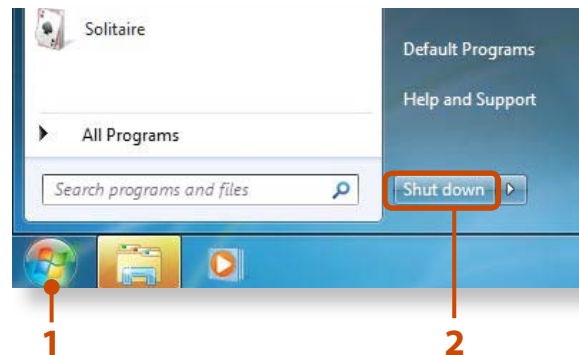 Solitaire
Default Programs
Help and Support
All Programs
Search programs and files
Shut down
1
2